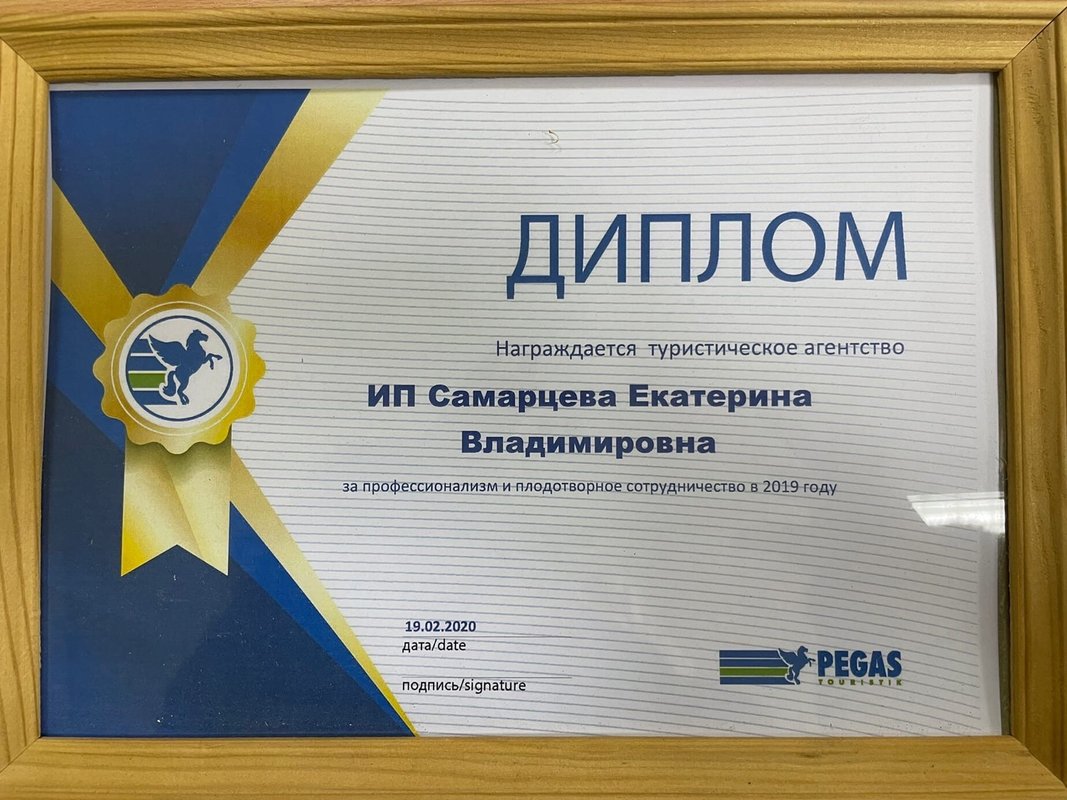 ДИПЛОМ
Награждается туристическое агентство
ИП Самарцева Екатерина
Владимировна
за профессионализм и плодотворное сотрудничество в 2019 году
19.02.2020
дата/date
подпись/signature
PEGAS
TOURISTIK